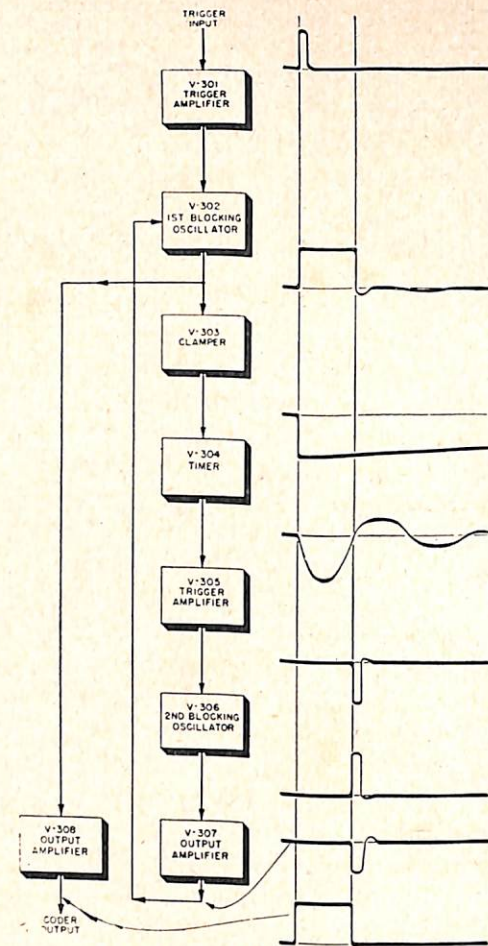 TRIGGER
INPUT
V-301
TRIGGER
AMPLIFIER
V-302
1ST BLOCKING
OSCILLATOR
V-303
CLAMPER
V-304
TIMER
V-305
TRIGGER
AMPLIFIER
V-306
2ND BLOCKING
OSCILLATOR
V-308
OUTPUT
AMPLIFIER
V-307
OUTPUT
AMPLIFIER
CODER
OUTPUT